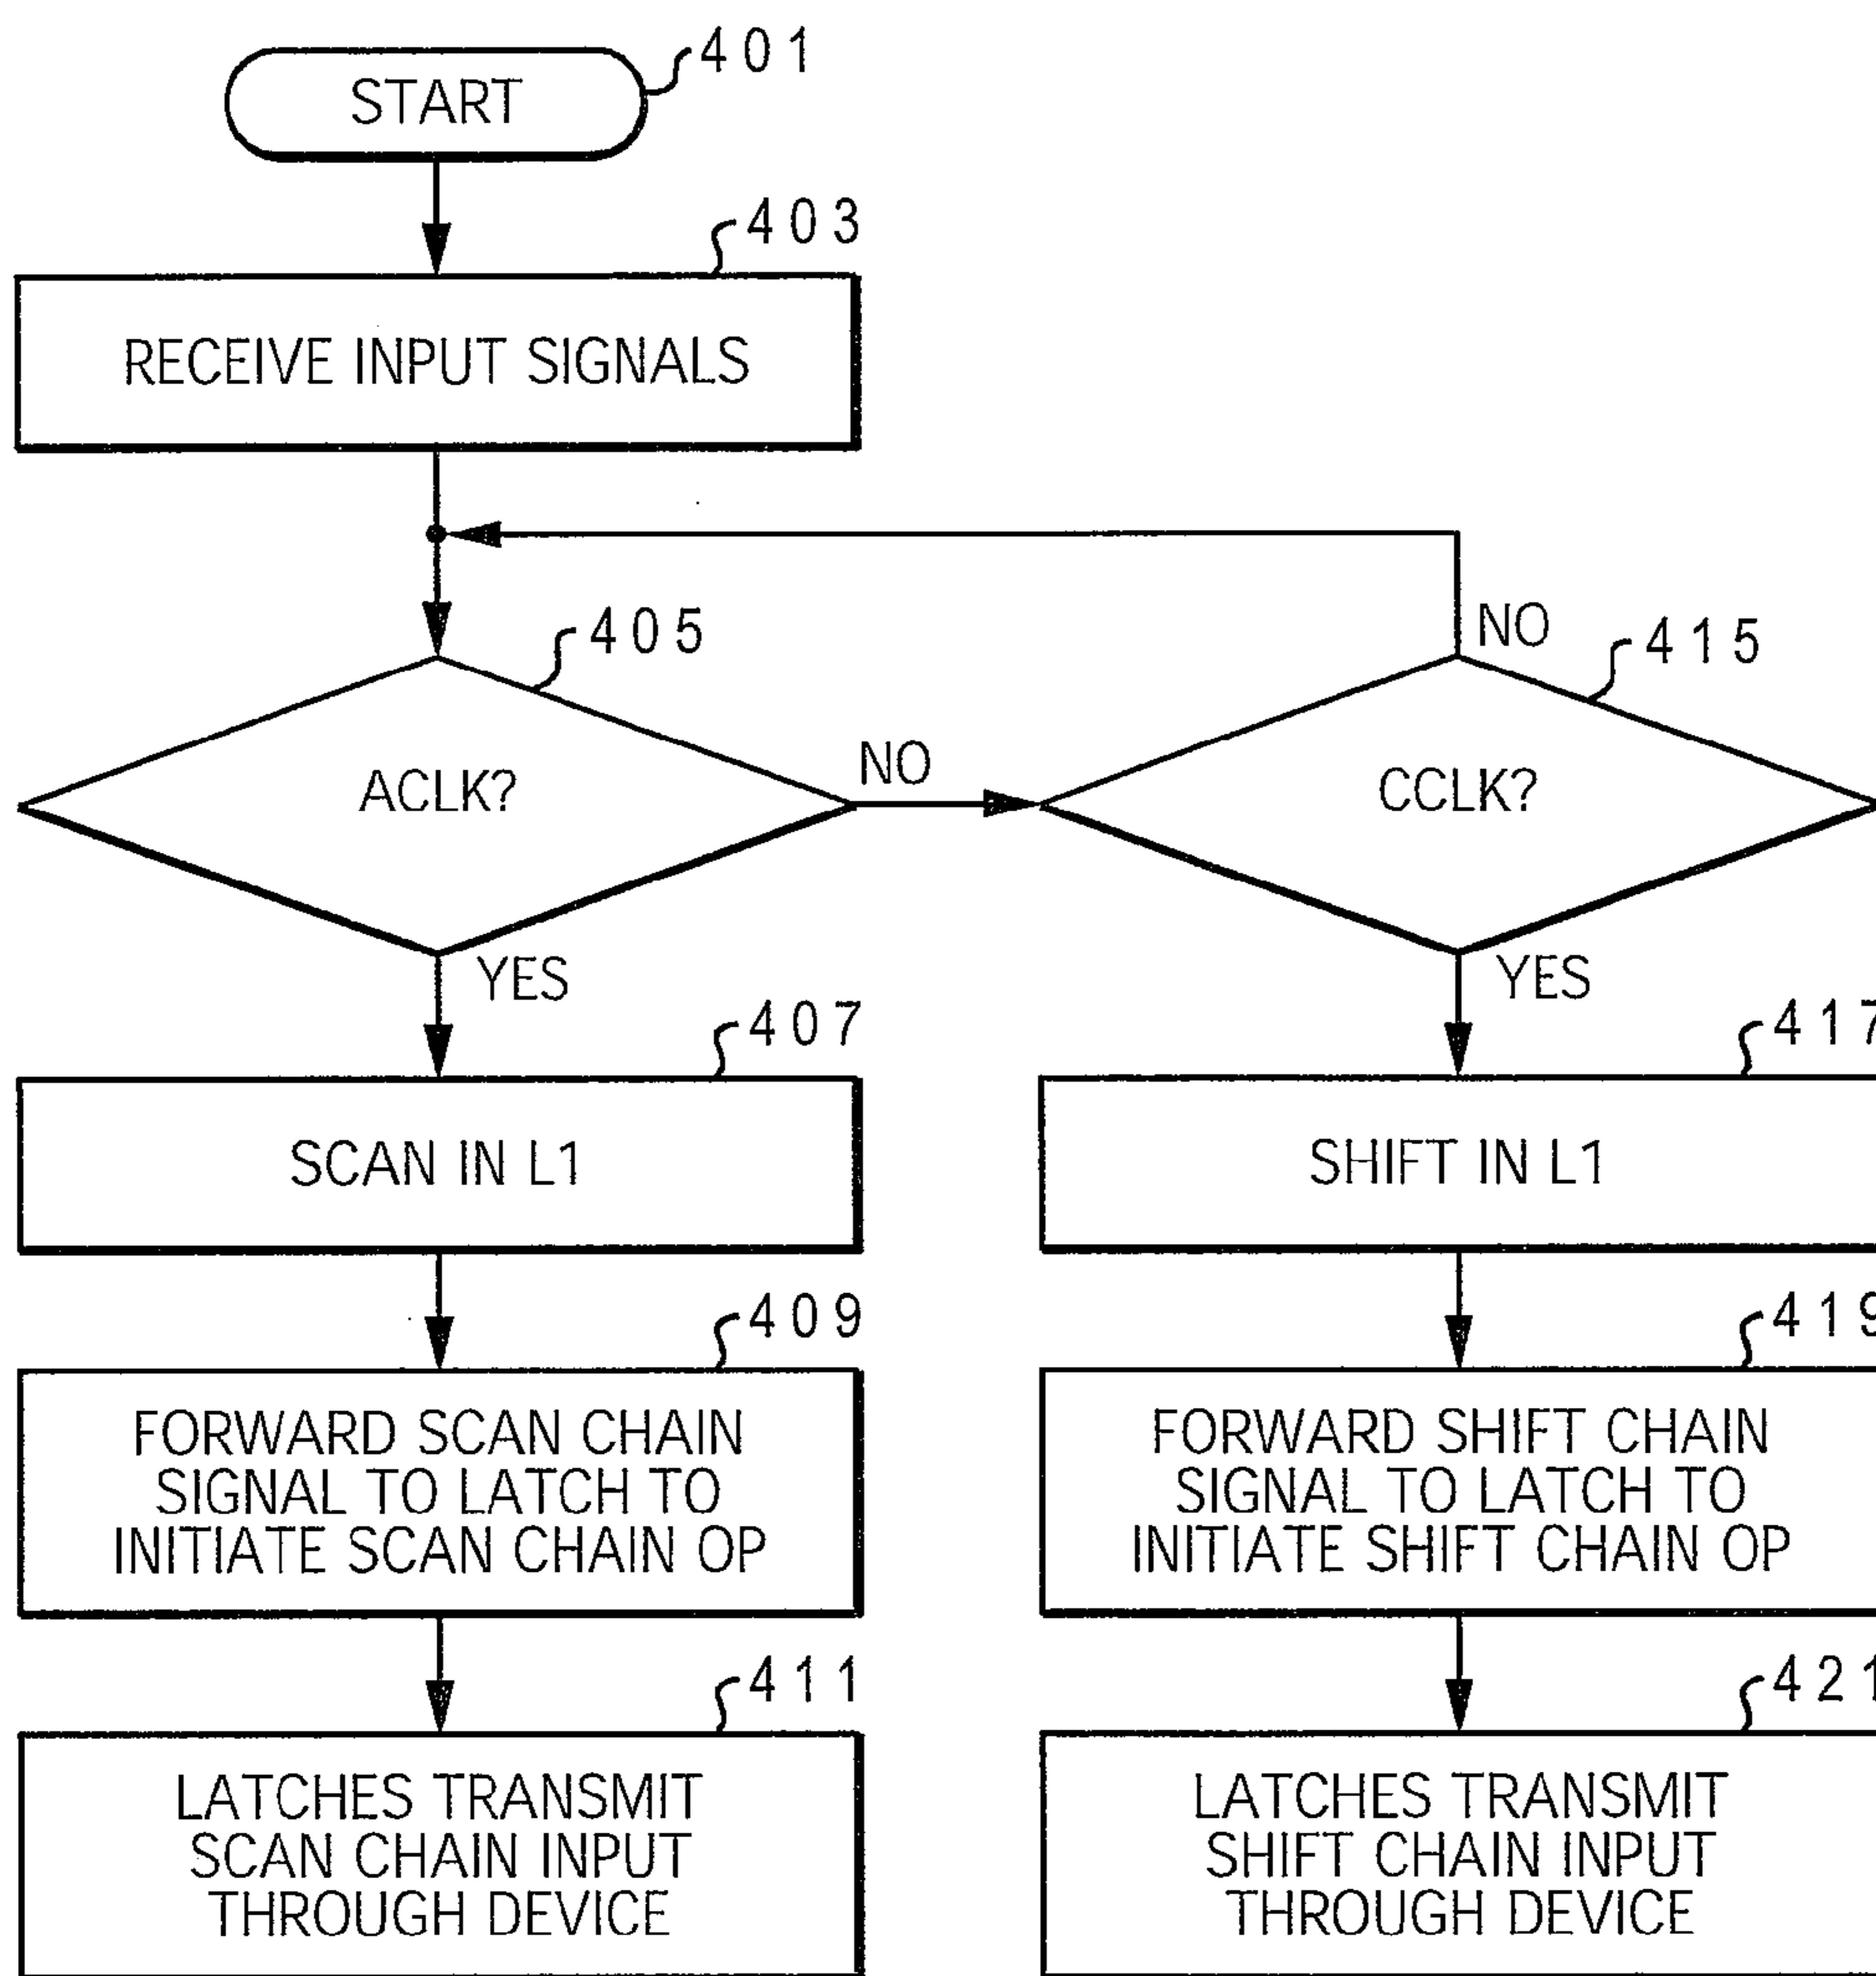 START
401
403
RECEIVE INPUT SIGNALS
405
ACLK?
NO
YES
NO
415
CCLK?
YES
407
SCAN IN L1
409
FORWARD SCAN CHAIN
SIGNAL TO LATCH TO
INITIATE SCAN CHAIN OP
411
LATCHES TRANSMIT
SCAN CHAIN INPUT
THROUGH DEVICE
417
SHIFT IN L1
419
FORWARD SHIFT CHAIN
SIGNAL TO LATCH TO
INITIATE SHIFT CHAIN OP
421
LATCHES TRANSMIT
SHIFT CHAIN INPUT
THROUGH DEVICE